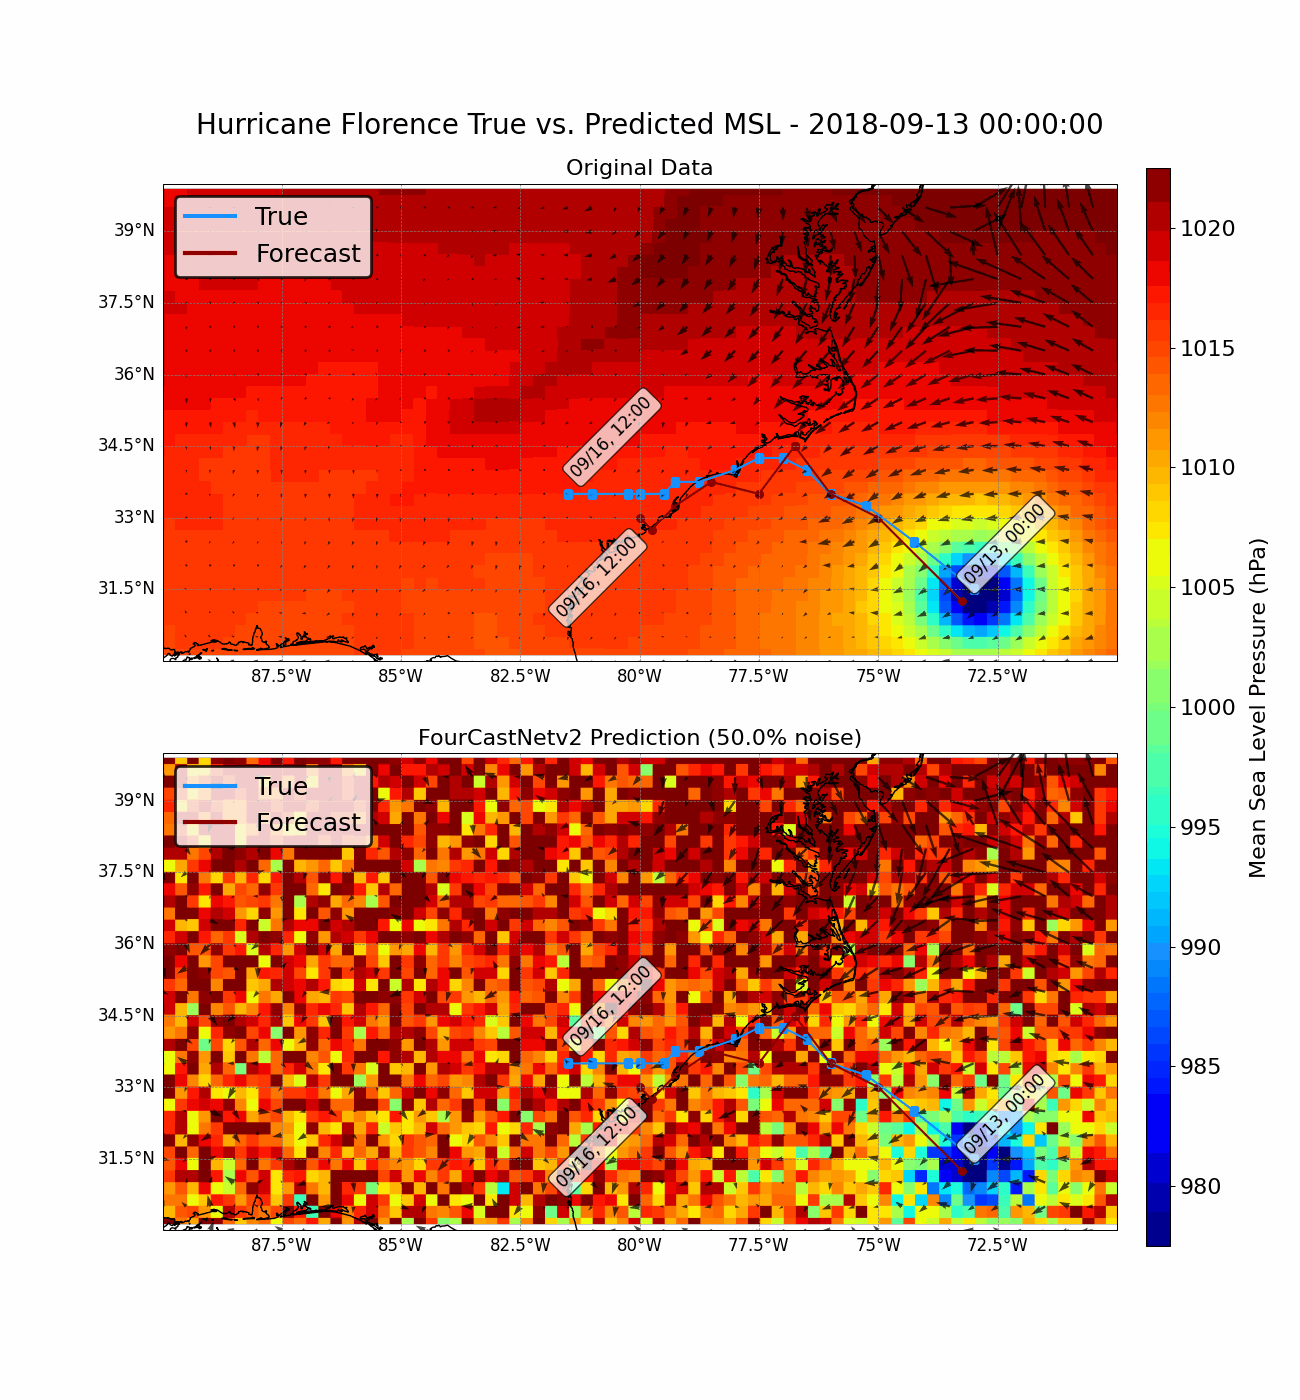 Hurricane Florence True vs. Predicted MSL - 2018-09-13 00:00:00
Original Data
True
Forecast
39°N
37.5°N
36°N
34.5°N
33°N
31.5°N
09/16, 12:00
09/16, 12:00
09/13, 00:00
87.5°W 85°W 82.5°W 80°W 77.5°W 75°W 72.5°W
FourCastNetv2 Prediction (50.0% noise)
True
Forecast
39°N
37.5°N
36°N
34.5°N
33°N
31.5°N
09/16, 12:00
09/16, 12:00
09/13, 00:00
87.5°W 85°W 82.5°W 80°W 77.5°W 75°W 72.5°W
1020
1015
1010
1005
1000
995
990
985
980
Mean Sea Level Pressure (hPa)